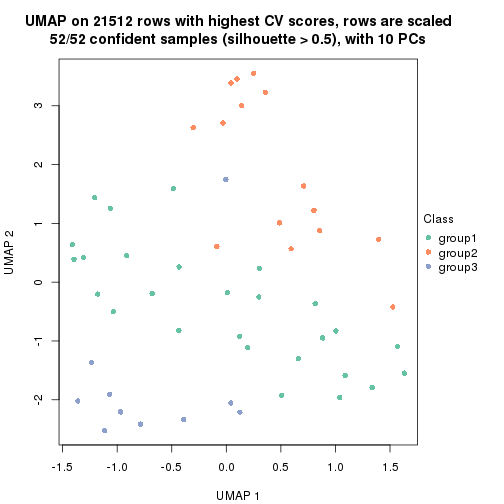 UMAP on 21512 rows with highest CV scores, rows are scaled
52/52 confident samples (silhouette > 0.5), with 10 PCs
3
2
1
0
-1
-2
UMAP 2
-1.5 -1.0 -0.5 0.0 0.5 1.0 1.5
UMAP 1
Class
group1
group2
group3